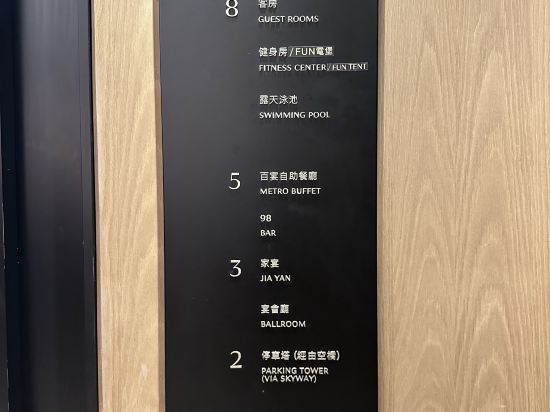 8 客房
GUEST ROOMS
健身房/FUN電堡
FITNESS CENTER/FUN TENT
露天泳池
SWIMMING POOL
5 百宴自助餐廳
METRO BUFFET
98
BAR
3 家宴
JIA YAN
宴會廳
BALLROOM
2 停車塔 (經由空橋)
PARKING TOWER
(VIA SKYWAY)